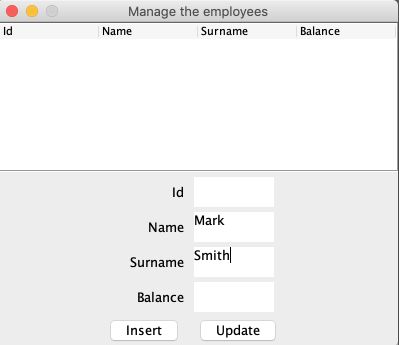 Manage the employees
Id Name Surname Balance
Id
Name Mark
Surname Smith
Balance
Insert Update